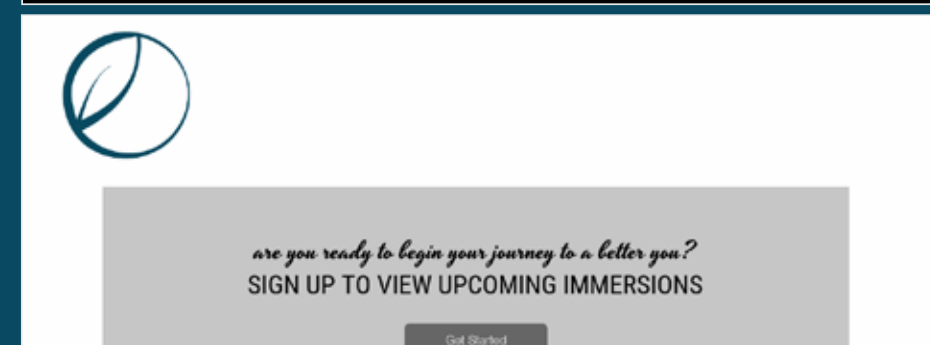 are you ready to begin your journey to a better you?
SIGN UP TO VIEW UPCOMING IMMERSIONS
Get Started